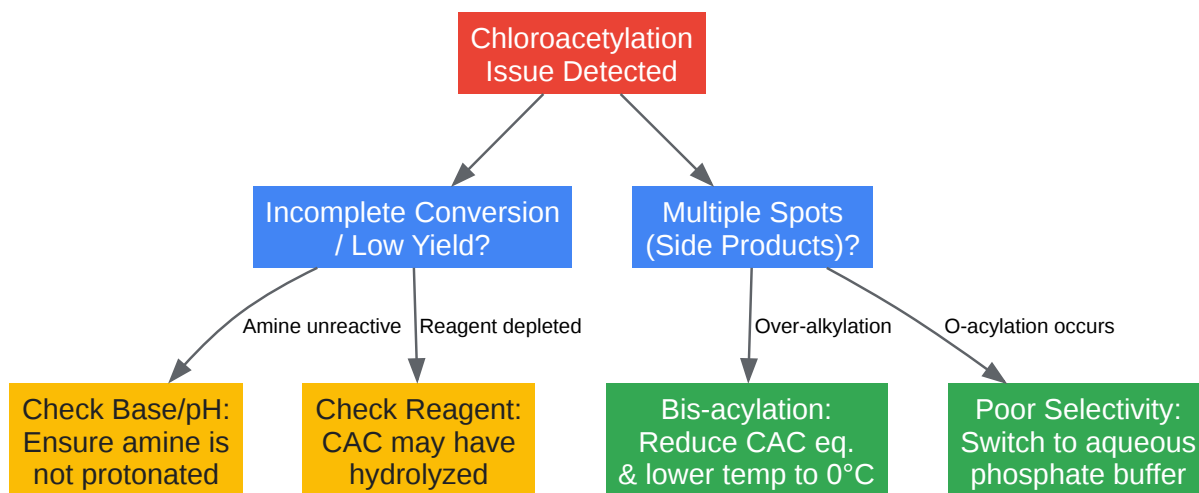 Chloroacetylation
Issue Detected
Incomplete Conversion
/ Low Yield?
Multiple Spots
(Side Products)?
Amine unreactive
Reagent depleted
Over-alkylation
O-acylation occurs
Check Base/pH:
Ensure amine is
not protonated
Check Reagent:
CAC may have
hydrolyzed
Bis-acylation:
Reduce CAC eq.
& lower temp to 0°C
Poor Selectivity:
Switch to aqueous
phosphate buffer